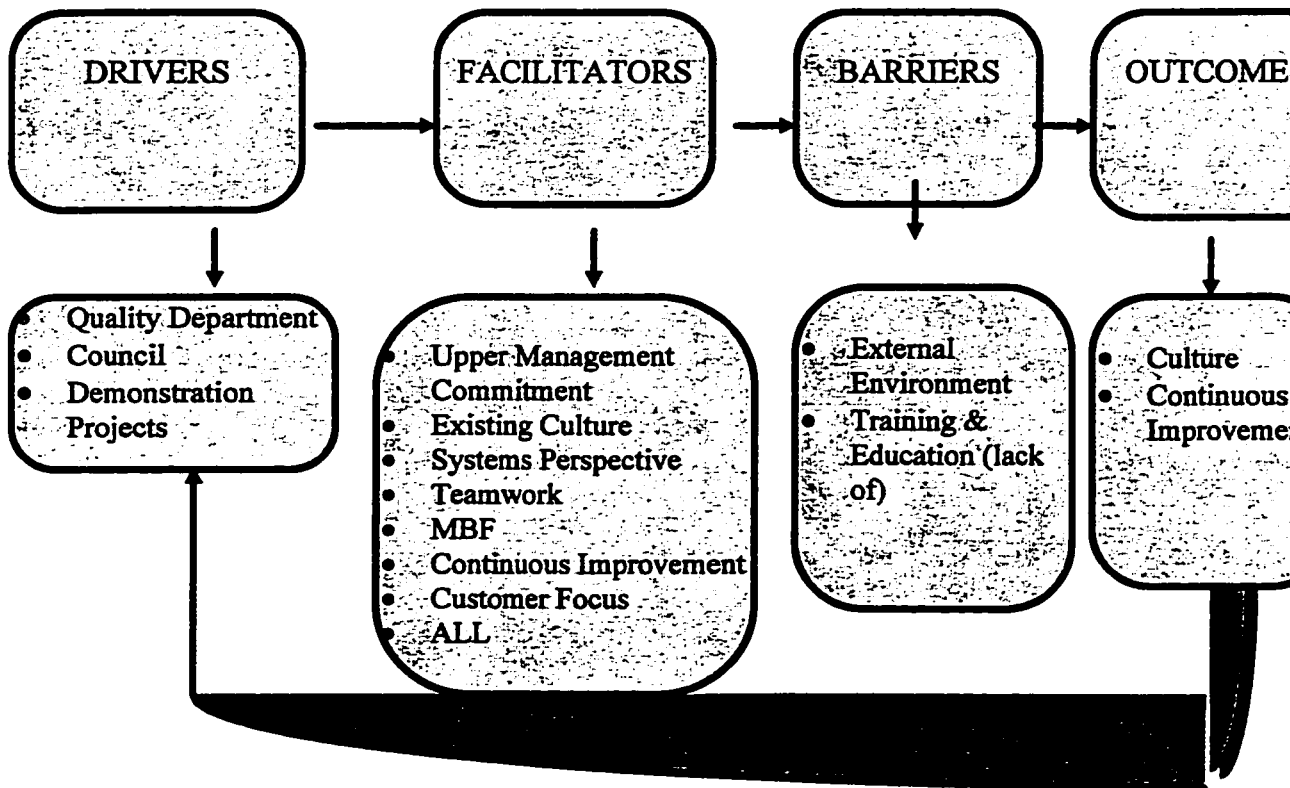 DRIVERS
FACILITATORS
BARRIERS
OUTCOME
• Quality Department
• Council
• Demonstration
Projects
• Upper Management
Commitment
• Existing Culture
• Systems Perspective
• Teamwork
• MBF
• Continuous Improvement
• Customer Focus
• ALL
• External
Environment
• Training &
Education (lack
of)
• Culture
• Continuous
Improvemen